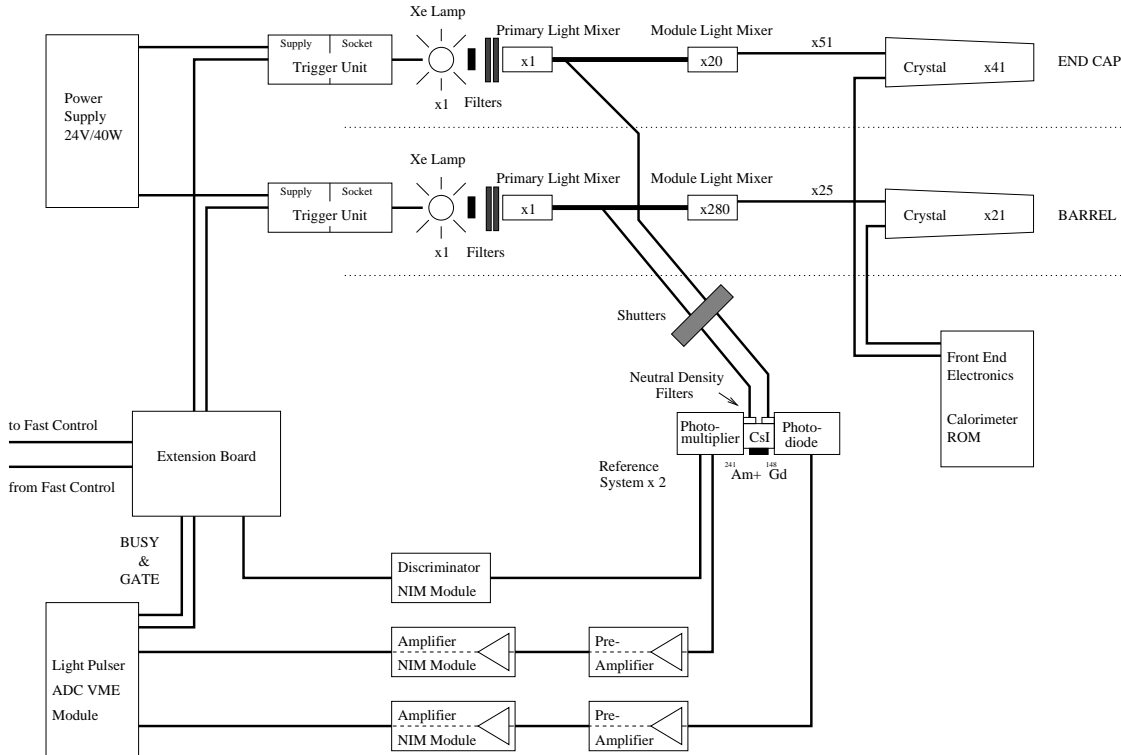 Xe Lamp
Primary Light Mixer
Module Light Mixer
x51
Supply
Socket
Trigger Unit
x1
Filters
x1
x20
Crystal
x41
END CAP
Power
Supply
24V/40W
Xe Lamp
Primary Light Mixer
Module Light Mixer
x25
Supply
Socket
Trigger Unit
x1
Filters
x1
x280
Crystal
x21
BARREL
Shutters
Neutral Density
Filters
Front End
Electronics
Calorimeter
ROM
to Fast Control
from Fast Control
Extension Board
Photo-
multiplier
CsI
Photo-
diode
Reference
System x 2
241Am+ 148Gd
BUSY
&
GATE
Discriminator
NIM Module
Light Pulser
ADC VME
Module
Amplifier
NIM Module
Pre-
Amplifier
Amplifier
NIM Module
Pre-
Amplifier